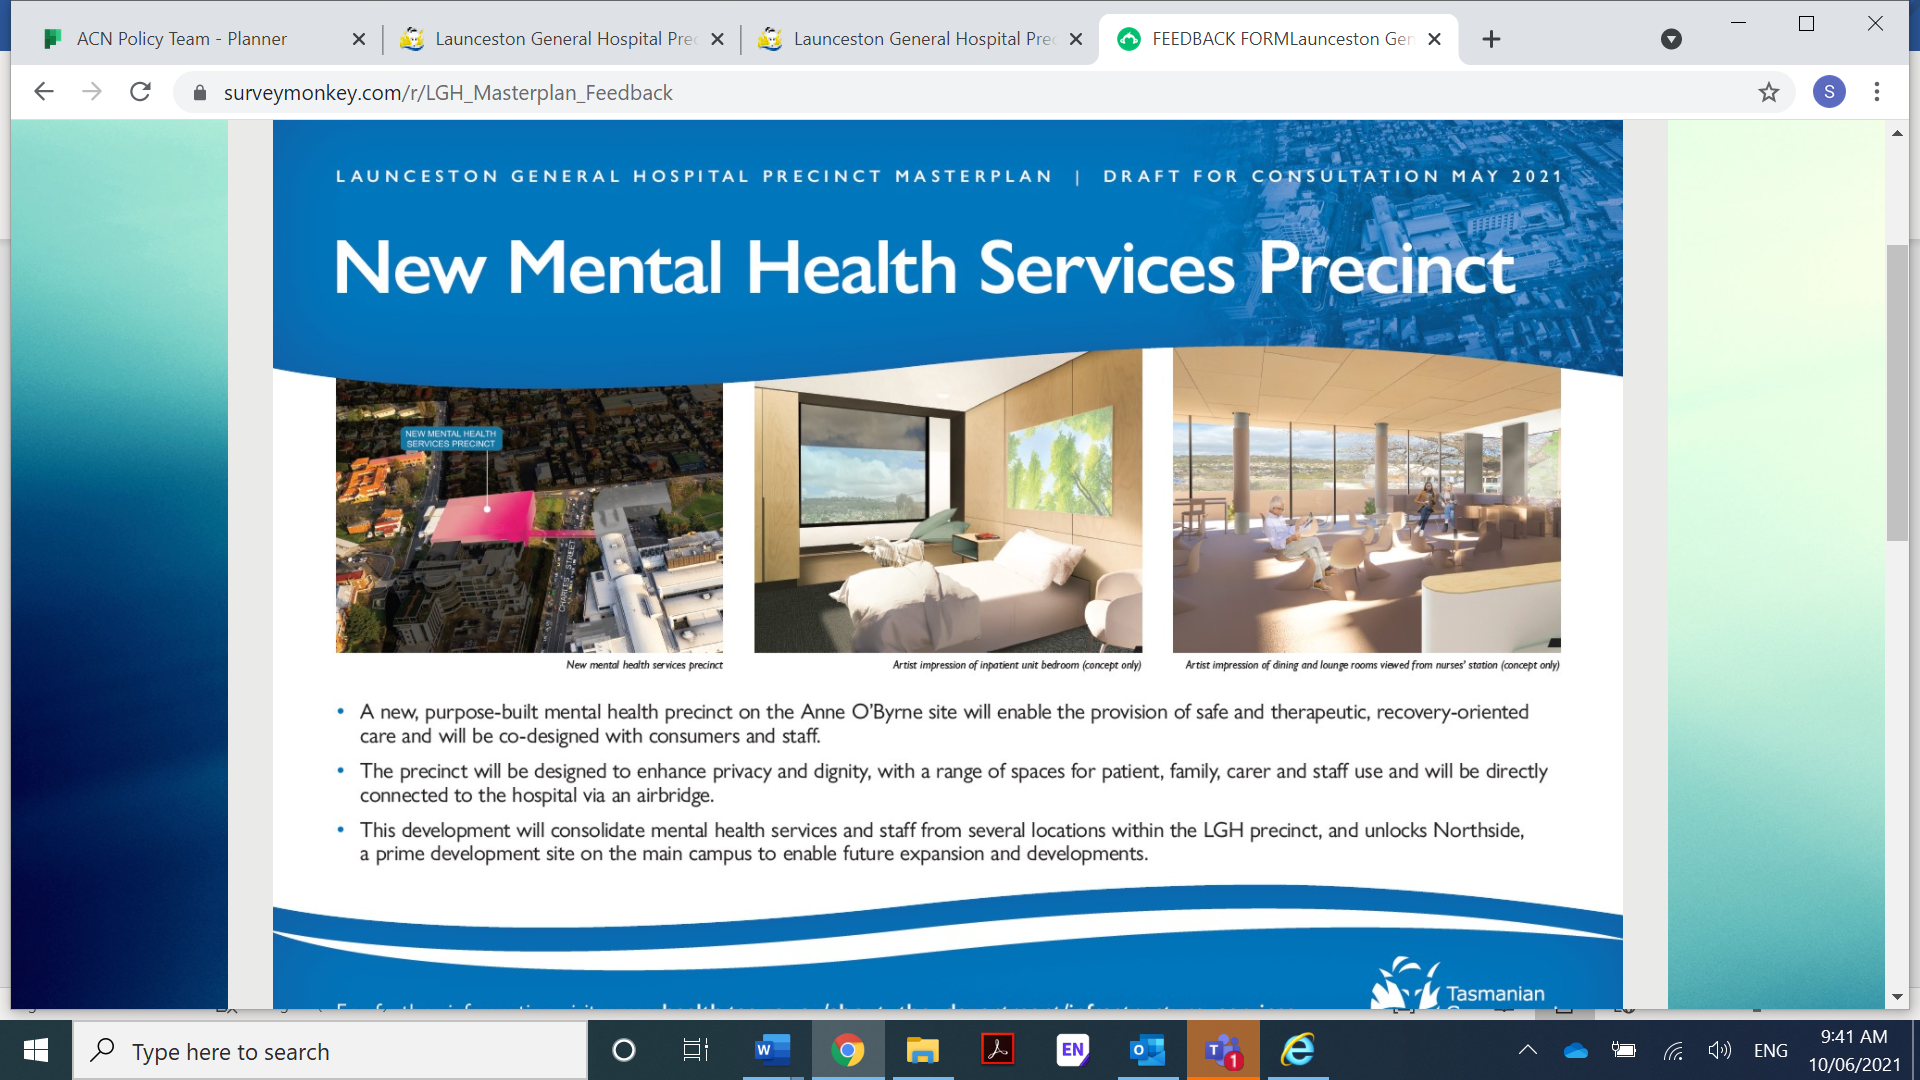 ACN Policy Team - Planner
Launceston General Hospital Prec
Launceston General Hospital Prec
FEEDBACK FORMLaunceston Gen
surveymonkey.com/r/LGH_Masterplan_Feedback
S
LAUNCESTON GENERAL HOSPITAL PRECINCT MASTERPLAN | DRAFT FOR CONSULTATION MAY 2021
New Mental Health Services Precinct
NEW MENTAL HEALTH
SERVICES PRECINCT
CHARLES STREET
New mental health services precinct
Artist impression of inpatient unit bedroom (concept only)
Artist impression of dining and lounge rooms viewed from nurses' station (concept only)
• A new, purpose-built mental health precinct on the Anne O'Byrne site will enable the provision of safe and therapeutic, recovery-oriented
care and will be co-designed with consumers and staff.
• The precinct will be designed to enhance privacy and dignity, with a range of spaces for patient, family, carer and staff use and will be directly
connected to the hospital via an airbridge.
• This development will consolidate mental health services and staff from several locations within the LGH precinct, and unlocks Northside,
a prime development site on the main campus to enable future expansion and developments.
Tasmanian
Type here to search
W
EN
O
T
1
ENG
9:41 AM
10/06/2021